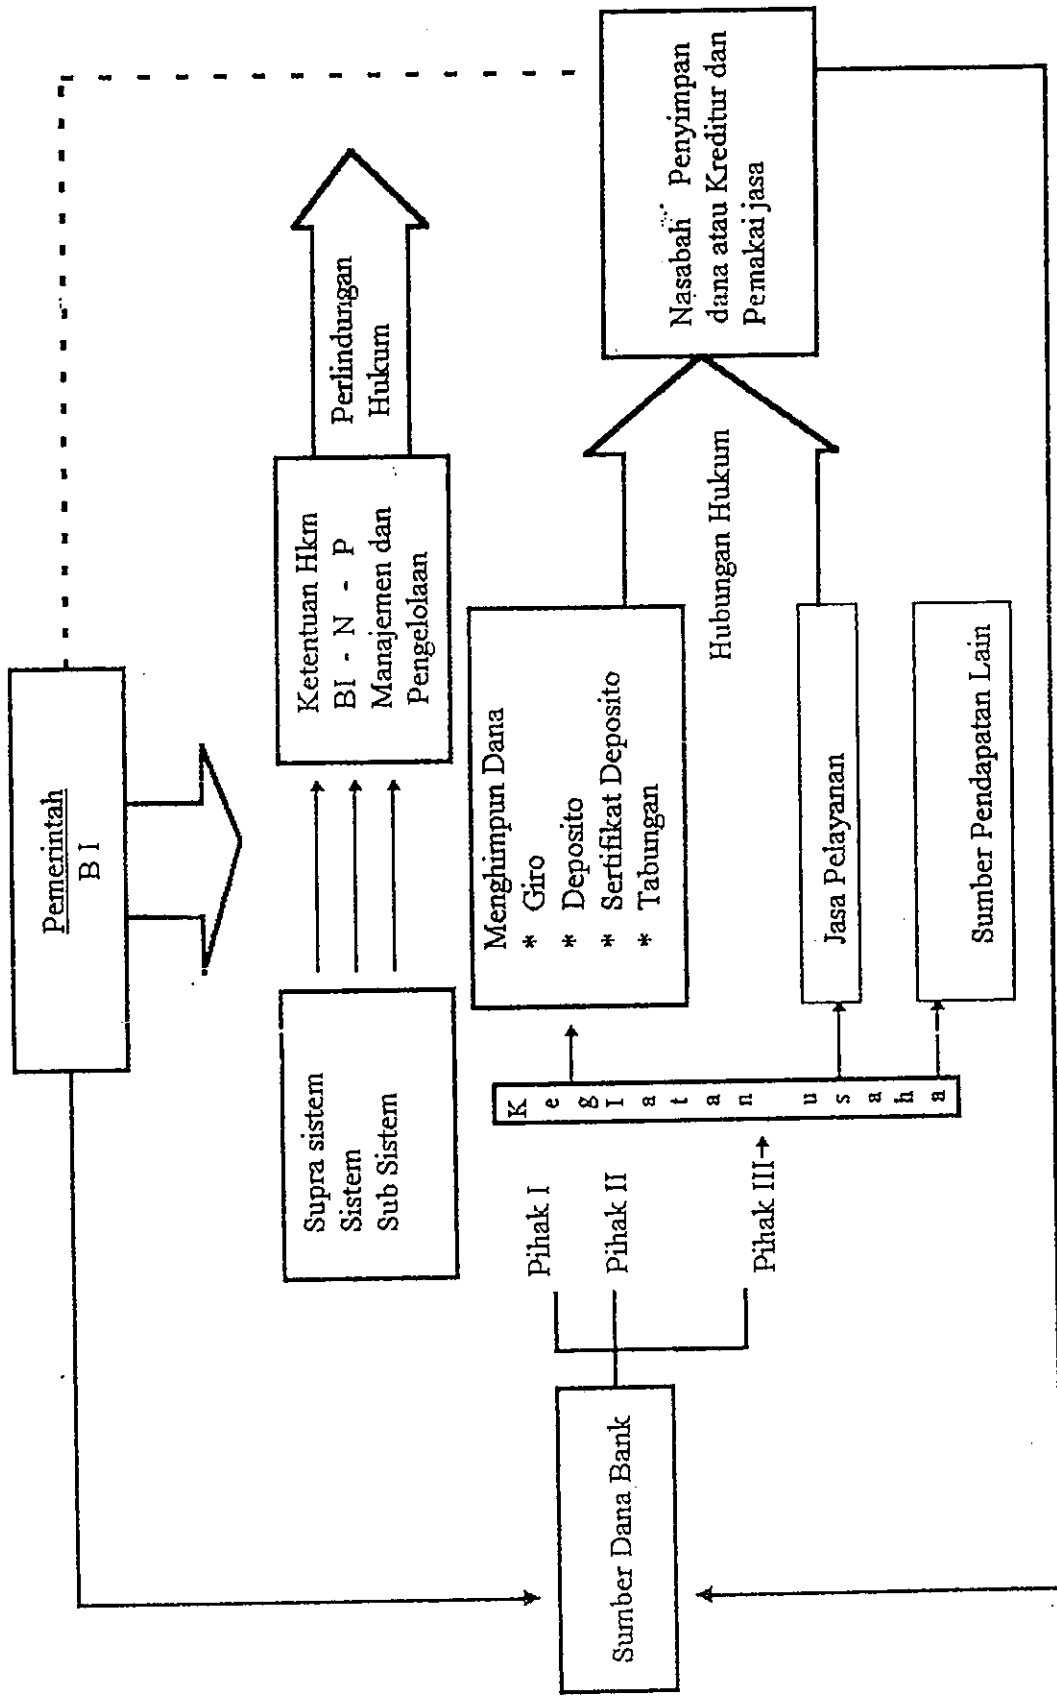 Pemerintah
B I
Supra sistem
Sistem
Sub Sistem
Ketentuan Hkm
BI - N - P
Manajemen dan
Pengelolaan
Perlindungan
Hukum
Sumber Dana Bank
Pihak I
Pihak II
Pihak III
K e g I a t a n u s a h a
Menghimpun Dana
* Giro
* Deposito
* Sertifikat Deposito
* Tabungan
Jasa Pelayanan
Sumber Pendapatan Lain
Hubungan Hukum
Nasabah Penyimpan
dana atau Kreditur dan
Pemakai jasa